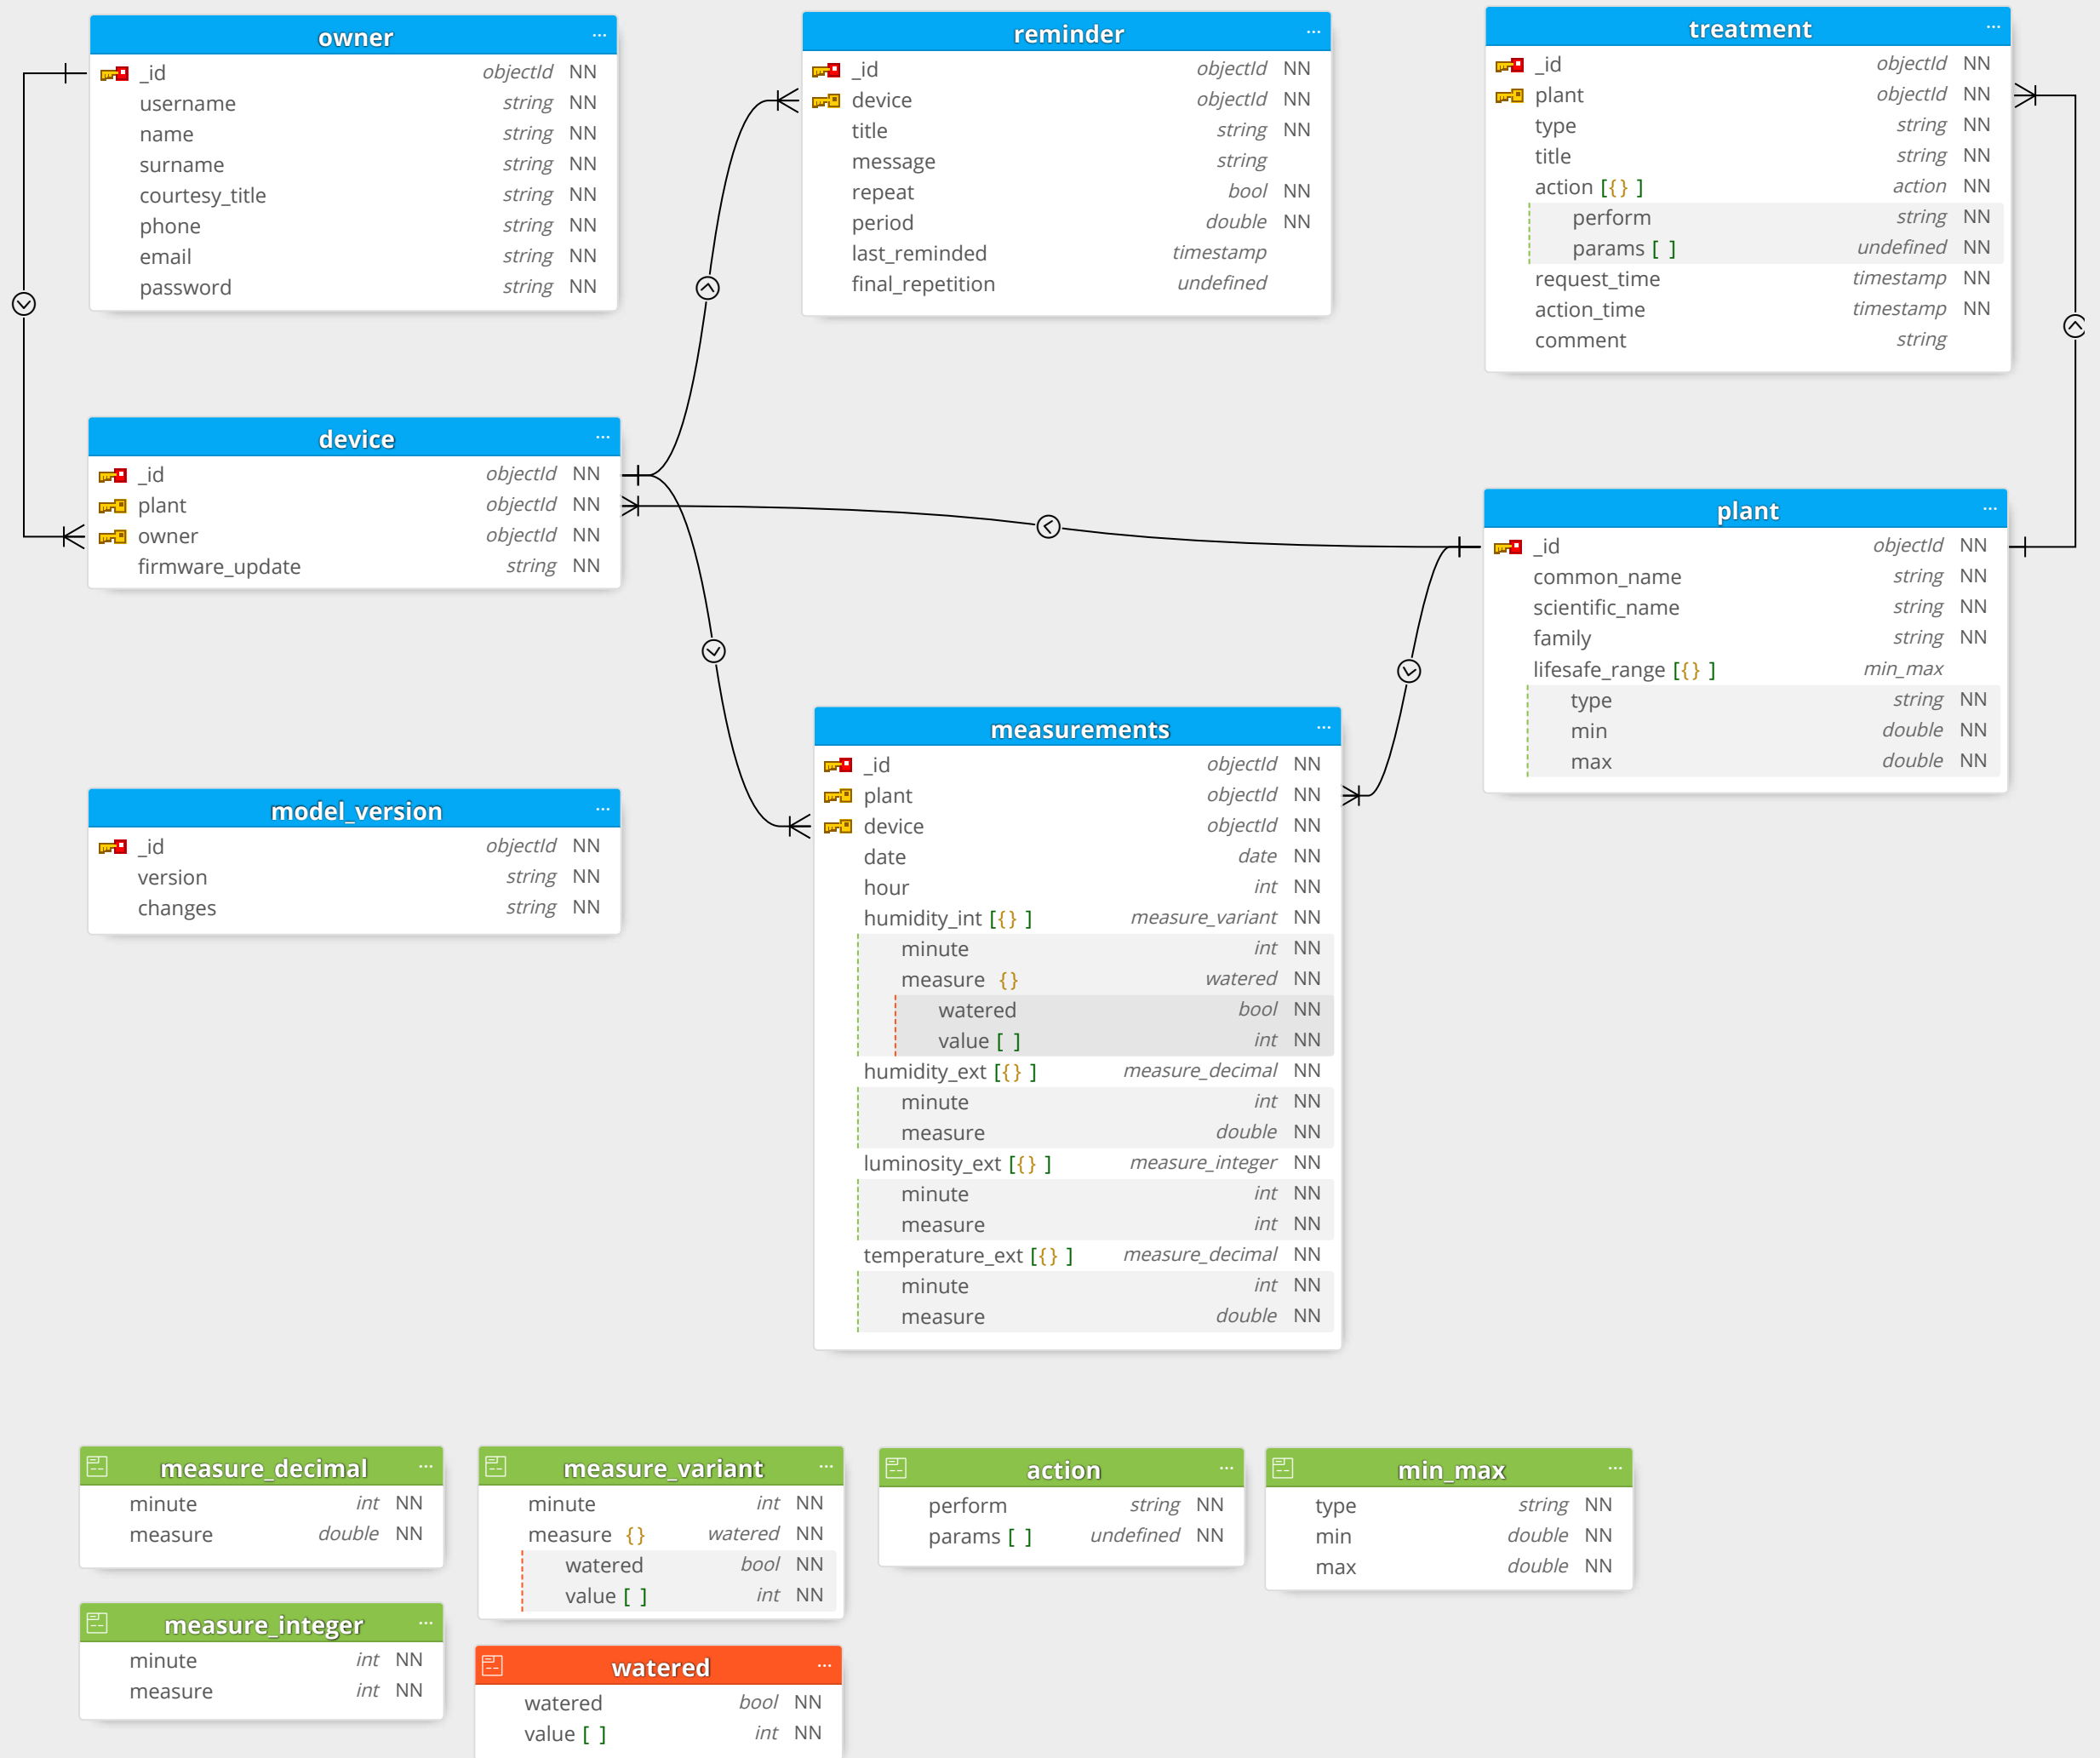 owner ...
_id objectId NN
username string NN
name string NN
surname string NN
courtesy_title string NN
phone string NN
email string NN
password string NN
reminder ...
_id objectId NN
device objectId NN
title string NN
message string
repeat bool NN
period double NN
last_reminded timestamp
final_repetition undefined
treatment ...
_id objectId NN
plant objectId NN
type string NN
title string NN
action [{} ] action NN
perform string NN
params [ ] undefined NN
request_time timestamp NN
action_time timestamp NN
comment string
device ...
_id objectId NN
plant objectId NN
owner objectId NN
firmware_update string NN
plant ...
_id objectId NN
common_name string NN
scientific_name string NN
family string NN
lifesafe_range [{} ] min_max
type string NN
min double NN
max double NN
model_version ...
_id objectId NN
version string NN
changes string NN
measurements ...
_id objectId NN
plant objectId NN
device objectId NN
date date NN
hour int NN
humidity_int [{} ] measure_variant NN
minute int NN
measure {} watered NN
watered bool NN
value [ ] int NN
humidity_ext [{} ] measure_decimal NN
minute int NN
measure double NN
luminosity_ext [{} ] measure_integer NN
minute int NN
measure int NN
temperature_ext [{} ] measure_decimal NN
minute int NN
measure double NN
measure_decimal ...
minute int NN
measure double NN
measure_variant ...
minute int NN
measure {} watered NN
watered bool NN
value [ ] int NN
action ...
perform string NN
params [ ] undefined NN
min_max ...
type string NN
min double NN
max double NN
measure_integer ...
minute int NN
measure int NN
watered ...
watered bool NN
value [ ] int NN